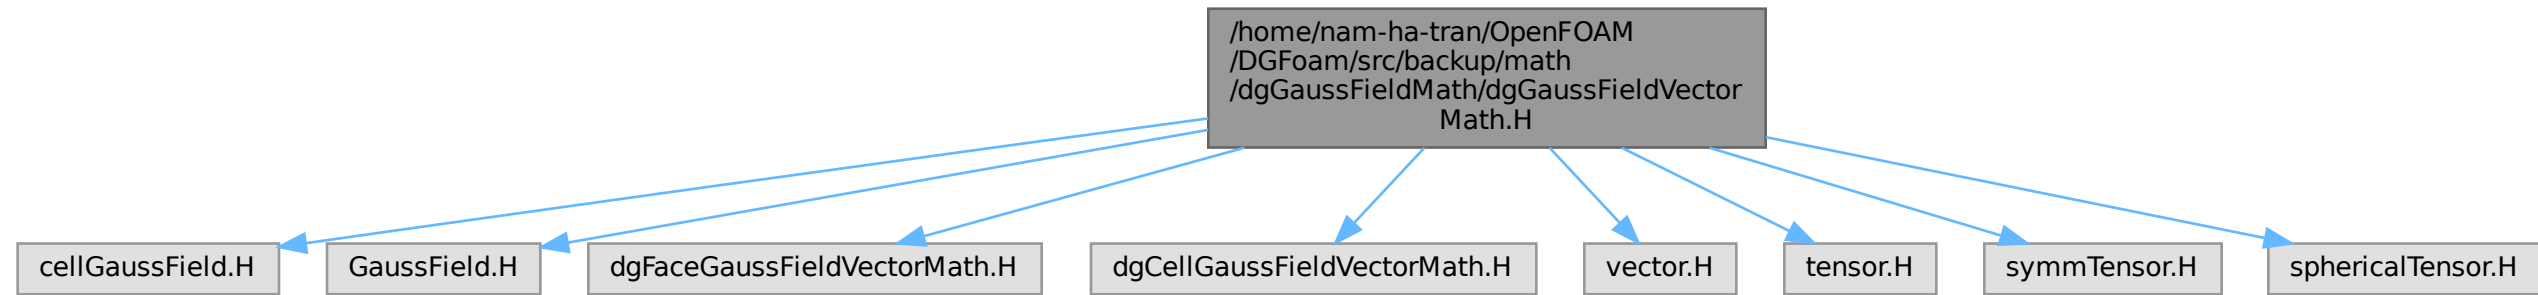 /home/nam-ha-tran/OpenFOAM
/DGFoam/src/backup/math
/dgGaussFieldMath/dgGaussFieldVector
Math.H
cellGaussField.H
GaussField.H
dgFaceGaussFieldVectorMath.H
dgCellGaussFieldVectorMath.H
vector.H
tensor.H
symmTensor.H
sphericalTensor.H